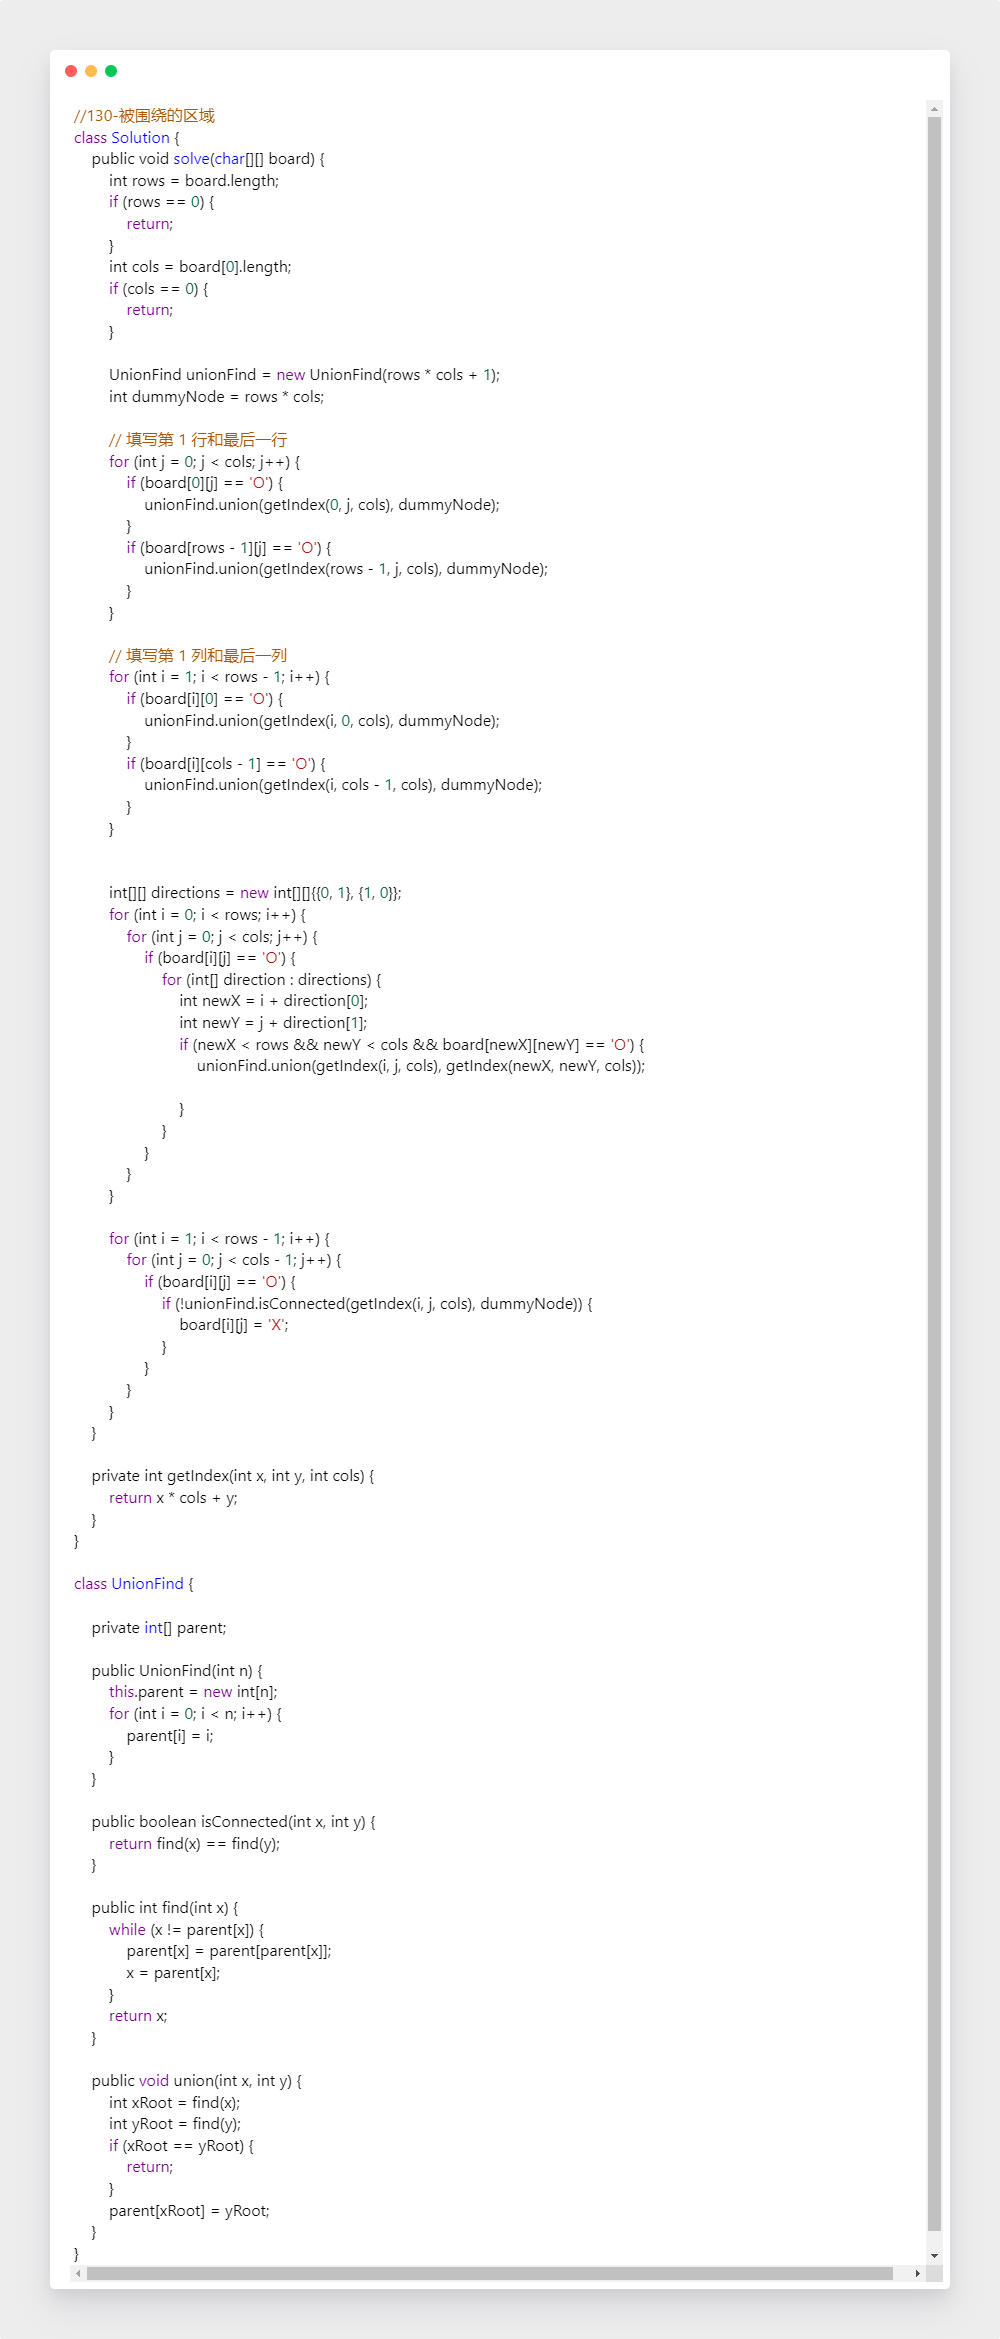 //130-被围绕的区域
class Solution {
    public void solve(char[][] board) {
        int rows = board.length;
        if (rows == 0) {
            return;
        }
        int cols = board[0].length;
        if (cols == 0) {
            return;
        }

        UnionFind unionFind = new UnionFind(rows * cols + 1);
        int dummyNode = rows * cols;

        // 填写第 1 行和最后一行
        for (int j = 0; j < cols; j++) {
            if (board[0][j] == 'O') {
                unionFind.union(getIndex(0, j, cols), dummyNode);
            }
            if (board[rows - 1][j] == 'O') {
                unionFind.union(getIndex(rows - 1, j, cols), dummyNode);
            }
        }

        // 填写第 1 列和最后一列
        for (int i = 1; i < rows - 1; i++) {
            if (board[i][0] == 'O') {
                unionFind.union(getIndex(i, 0, cols), dummyNode);
            }
            if (board[i][cols - 1] == 'O') {
                unionFind.union(getIndex(i, cols - 1, cols), dummyNode);
            }
        }


        int[][] directions = new int[][]{{0, 1}, {1, 0}};
        for (int i = 0; i < rows; i++) {
            for (int j = 0; j < cols; j++) {
                if (board[i][j] == 'O') {
                    for (int[] direction : directions) {
                        int newX = i + direction[0];
                        int newY = j + direction[1];
                        if (newX < rows && newY < cols && board[newX][newY] == 'O') {
                            unionFind.union(getIndex(i, j, cols), getIndex(newX, newY, cols));

                        }
                    }
                }
            }
        }

        for (int i = 1; i < rows - 1; i++) {
            for (int j = 0; j < cols - 1; j++) {
                if (board[i][j] == 'O') {
                    if (!unionFind.isConnected(getIndex(i, j, cols), dummyNode)) {
                        board[i][j] = 'X';
                    }
                }
            }
        }
    }

    private int getIndex(int x, int y, int cols) {
        return x * cols + y;
    }
}

class UnionFind {

    private int[] parent;

    public UnionFind(int n) {
        this.parent = new int[n];
        for (int i = 0; i < n; i++) {
            parent[i] = i;
        }
    }

    public boolean isConnected(int x, int y) {
        return find(x) == find(y);
    }

    public int find(int x) {
        while (x != parent[x]) {
            parent[x] = parent[parent[x]];
            x = parent[x];
        }
        return x;
    }

    public void union(int x, int y) {
        int xRoot = find(x);
        int yRoot = find(y);
        if (xRoot == yRoot) {
            return;
        }
        parent[xRoot] = yRoot;
    }
}